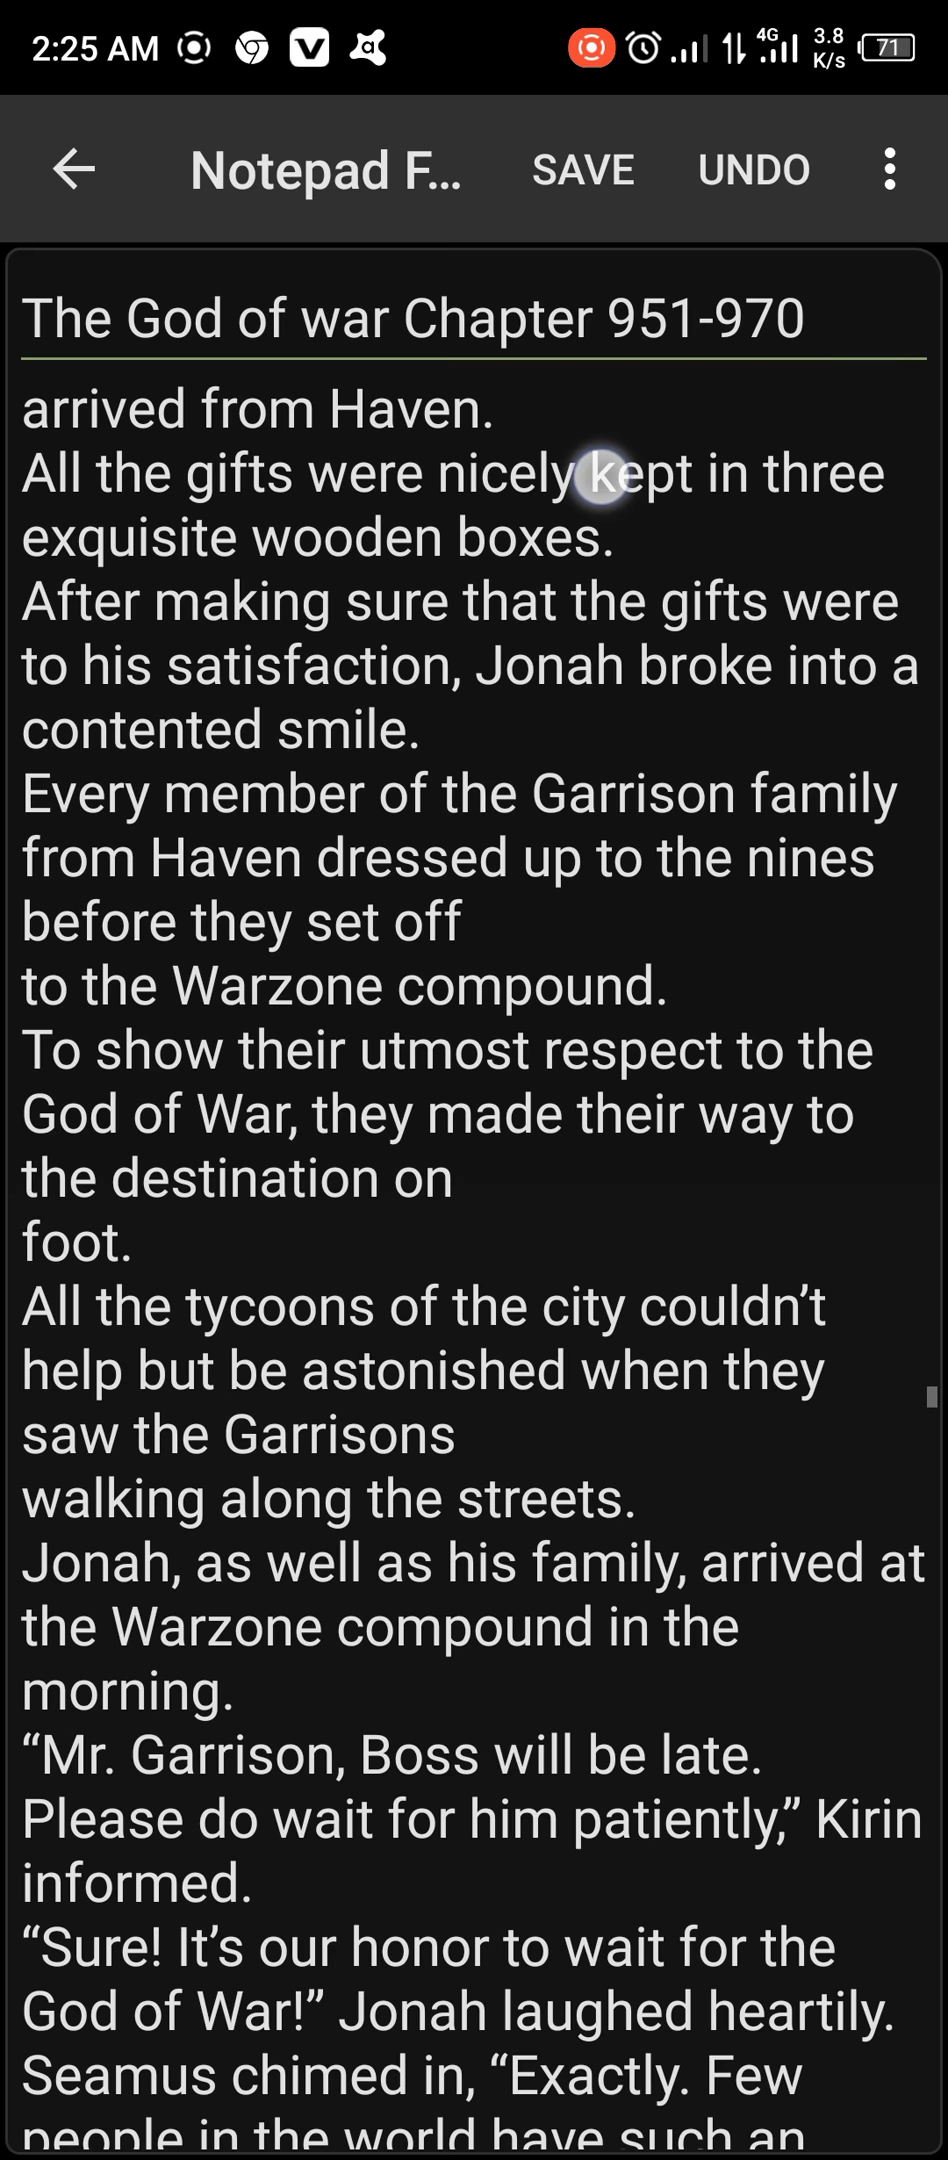 2:25 AM
4G
3.8
K/s
71
Notepad F...
SAVE
UNDO
The God of war Chapter 951-970
arrived from Haven.
All the gifts were nicely kept in three
exquisite wooden boxes.
After making sure that the gifts were
to his satisfaction, Jonah broke into a
contented smile.
Every member of the Garrison family
from Haven dressed up to the nines
before they set off
to the Warzone compound.
To show their utmost respect to the
God of War, they made their way to
the destination on
foot.
All the tycoons of the city couldn’t
help but be astonished when they
saw the Garrisons
walking along the streets.
Jonah, as well as his family, arrived at
the Warzone compound in the
morning.
“Mr. Garrison, Boss will be late.
Please do wait for him patiently,” Kirin
informed.
“Sure! It’s our honor to wait for the
God of War!” Jonah laughed heartily.
Seamus chimed in, “Exactly. Few
people in the world have such an